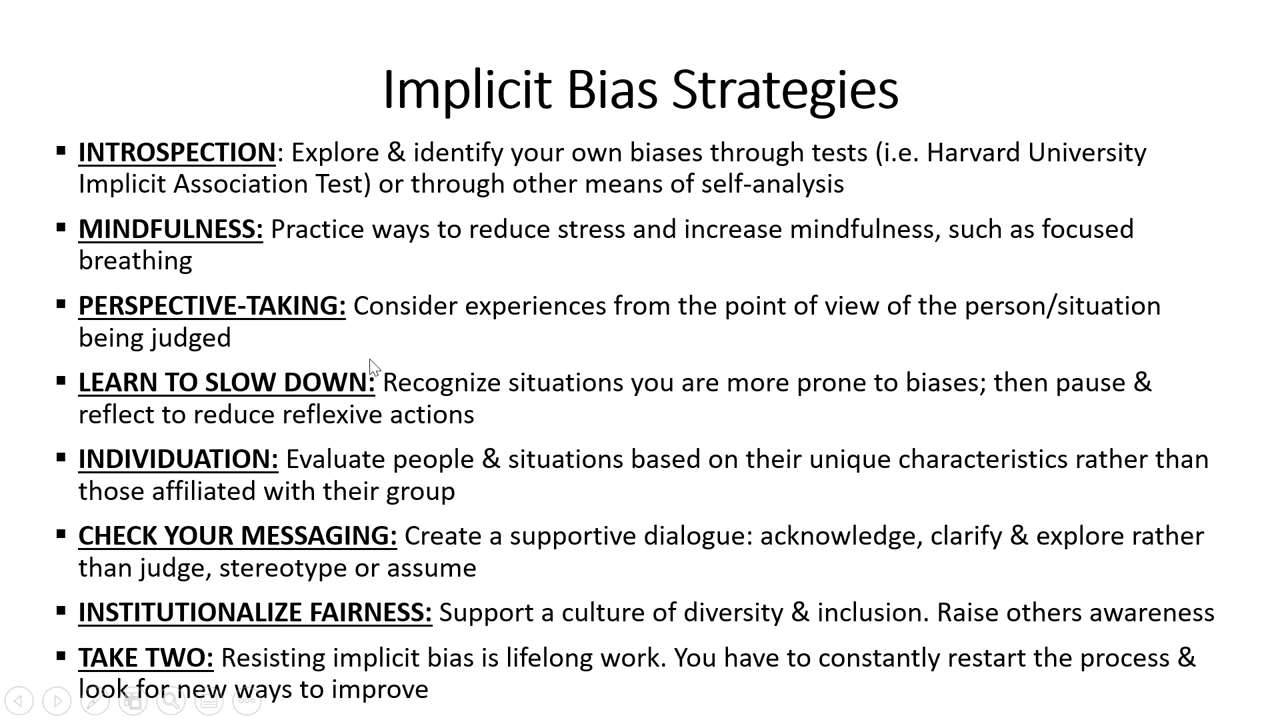 Implicit Bias Strategies
▪ INTROSPECTION: Explore & identify your own biases through tests (i.e. Harvard University
Implicit Association Test) or through other means of self-analysis
▪ MINDFULNESS: Practice ways to reduce stress and increase mindfulness, such as focused
breathing
▪ PERSPECTIVE-TAKING: Consider experiences from the point of view of the person/situation
being judged
▪ LEARN TO SLOW DOWN: Recognize situations you are more prone to biases; then pause &
reflect to reduce reflexive actions
▪ INDIVIDUATION: Evaluate people & situations based on their unique characteristics rather than
those affiliated with their group
▪ CHECK YOUR MESSAGING: Create a supportive dialogue: acknowledge, clarify & explore rather
than judge, stereotype or assume
▪ INSTITUTIONALIZE FAIRNESS: Support a culture of diversity & inclusion. Raise others awareness
▪ TAKE TWO: Resisting implicit bias is lifelong work. You have to constantly restart the process &
look for new ways to improve